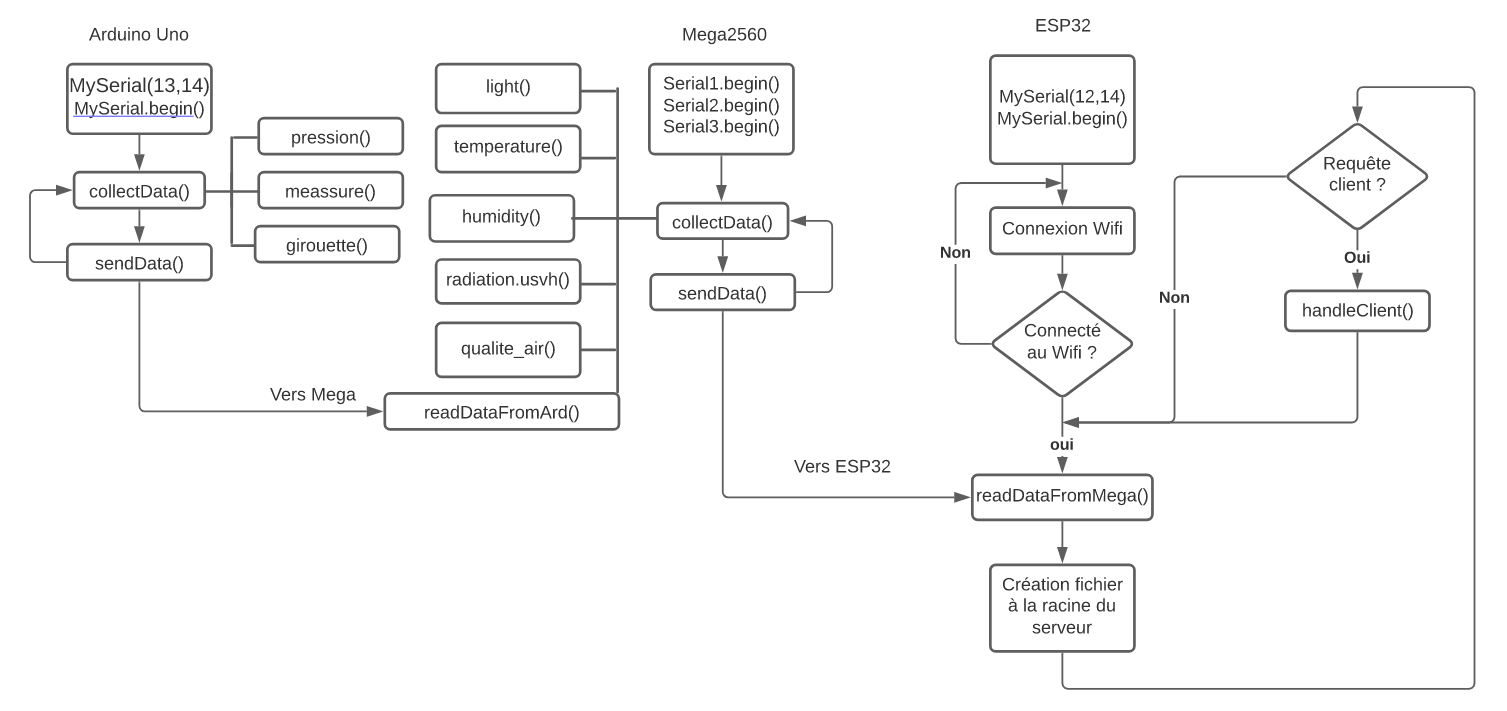 Arduino Uno
MySerial(13,14)
MySerial.begin()
collectData()
sendData()
pression()
meassure()
girouette()
Vers Mega
light()
temperature()
humidity()
radiation.usvh()
qualite_air()
readDataFromArd()
Mega2560
Serial1.begin()
Serial2.begin()
Serial3.begin()
collectData()
sendData()
Vers ESP32
ESP32
MySerial(12,14)
MySerial.begin()
Connexion Wifi
Non
Connecté
au Wifi ?
oui
readDataFromMega()
Création fichier
à la racine du
serveur
Requête
client ?
Oui
Non
handleClient()